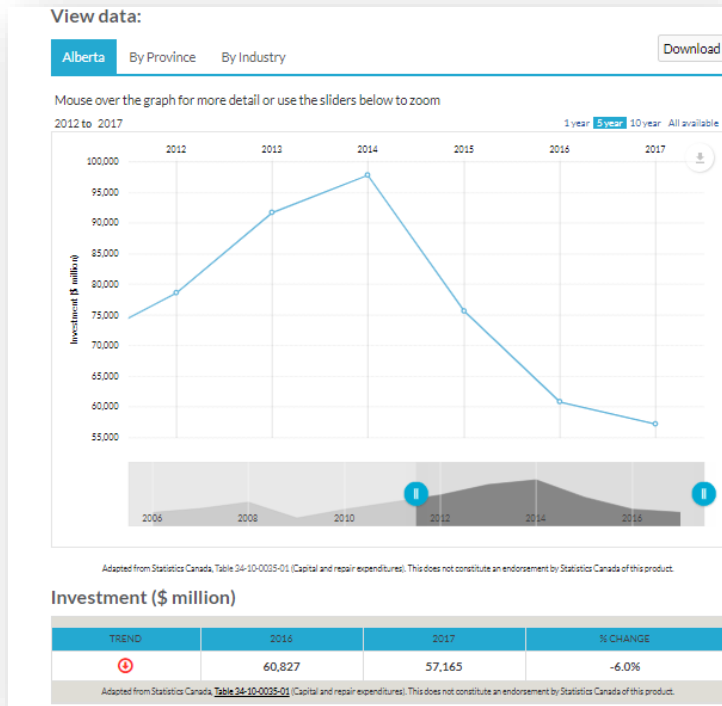 View data:
Alberta By Province By Industry Download
Mouse over the graph for more detail or use the sliders below to zoom
2012 to 2017 1 year 5 year 10 year All available
2012 2013 2014 2015 2016 2017
100,000
95,000
90,000
85,000
80,000
75,000
70,000
65,000
60,000
55,000
Investment ($ million)
2006 2008 2010 2012 2014 2016
Adapted from Statistics Canada, Table 34-10-0035-01 (Capital and repair expenditures). This does not constitute an endorsement by Statistics Canada of this product.
Investment ($ million)
TREND 2016 2017 % CHANGE
60,827 57,165 -6.0%
Adapted from Statistics Canada, Table 34-10-0035-01 (Capital and repair expenditures). This does not constitute an endorsement by Statistics Canada of this product.